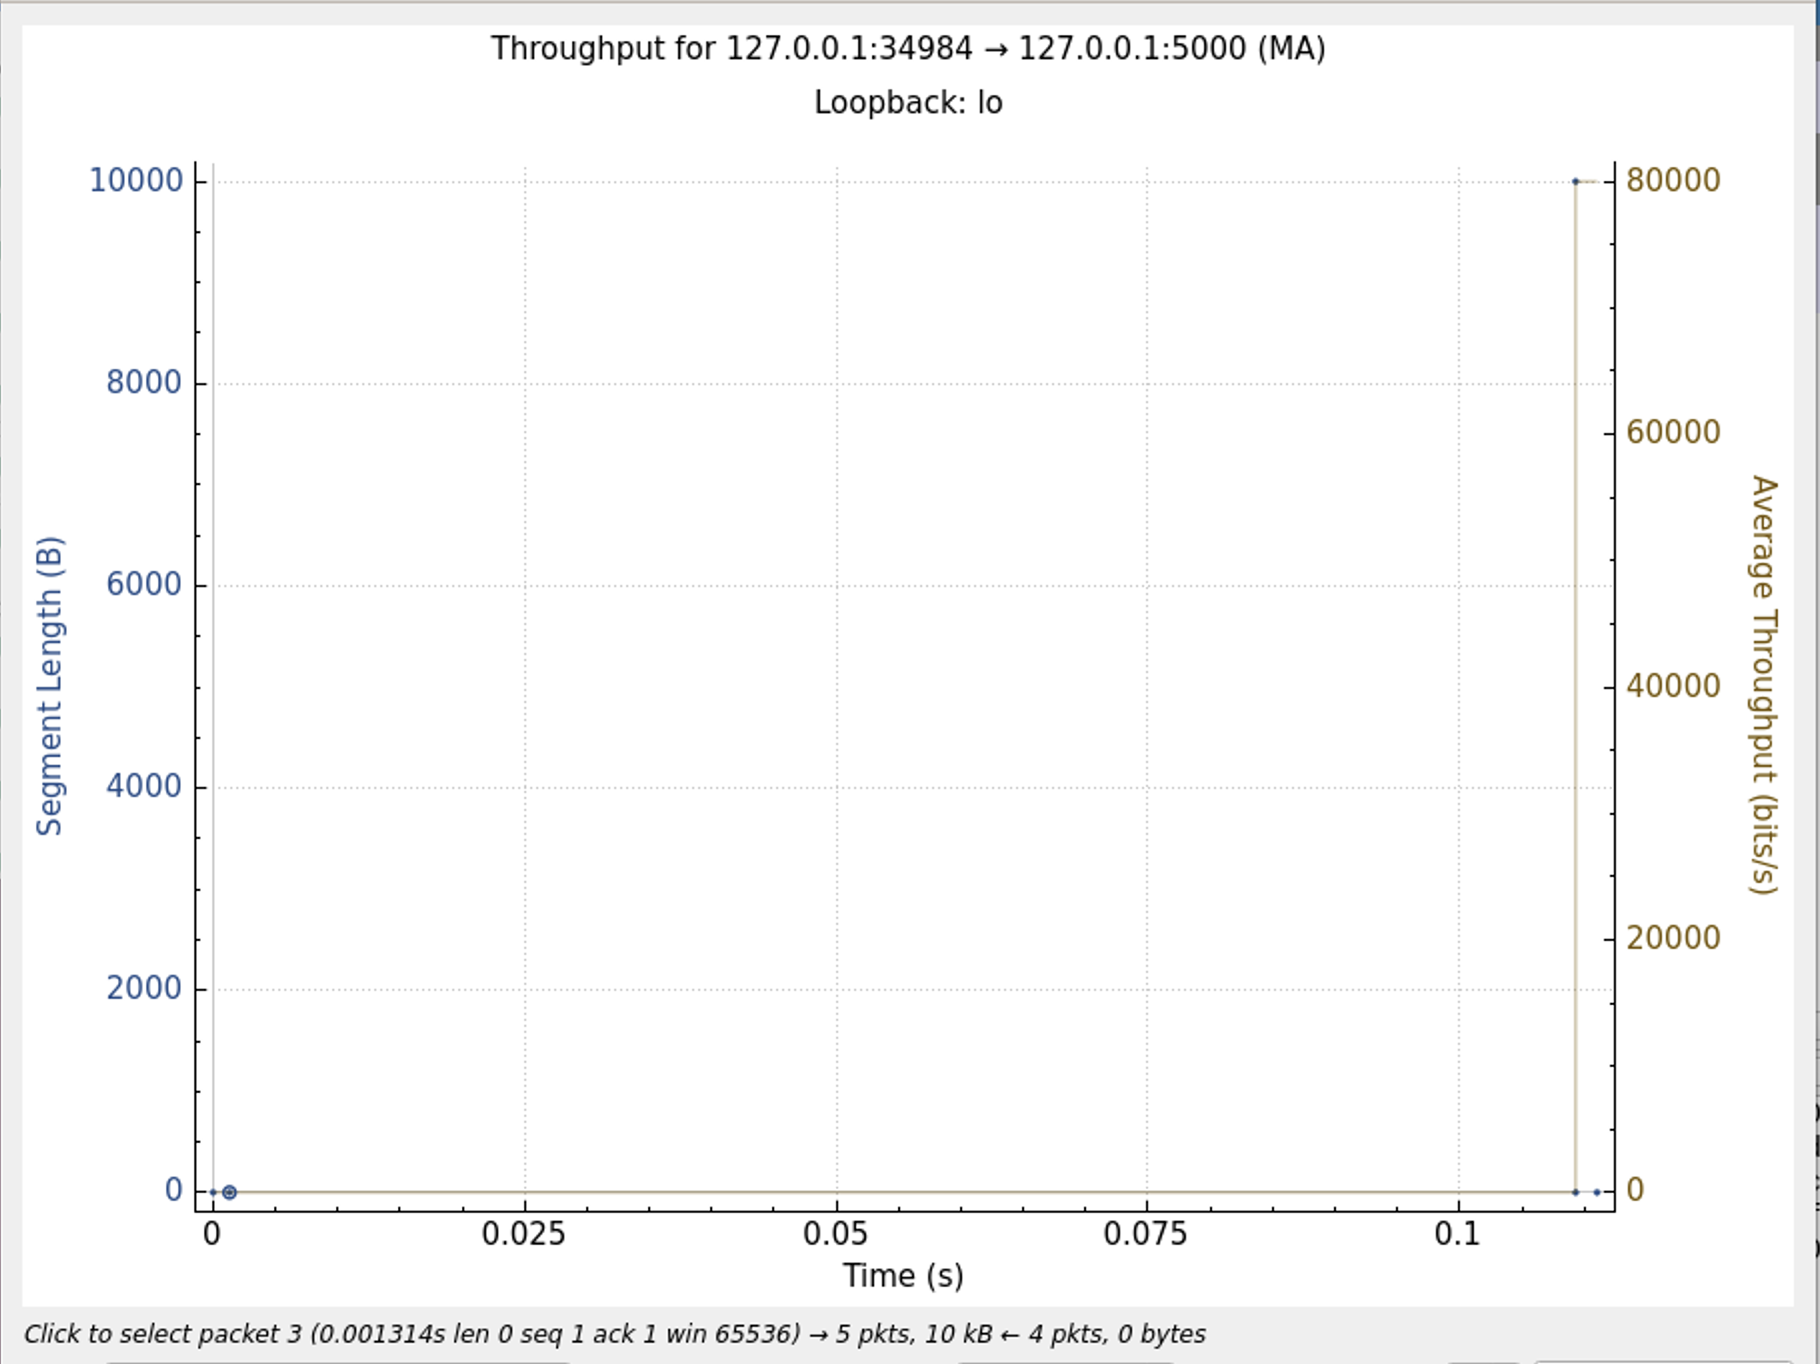 Throughput for 127.0.0.1:34984 → 127.0.0.1:5000 (MA)
Loopback: lo
10000
8000
6000
4000
2000
0
Segment Length (B)
80000
60000
40000
20000
0
Average Throughput (bits/s)
0 0.025 0.05 0.075 0.1
Time (s)
Click to select packet 3 (0.001314s len 0 seq 1 ack 1 win 65536) → 5 pkts, 10 kB ← 4 pkts, 0 bytes